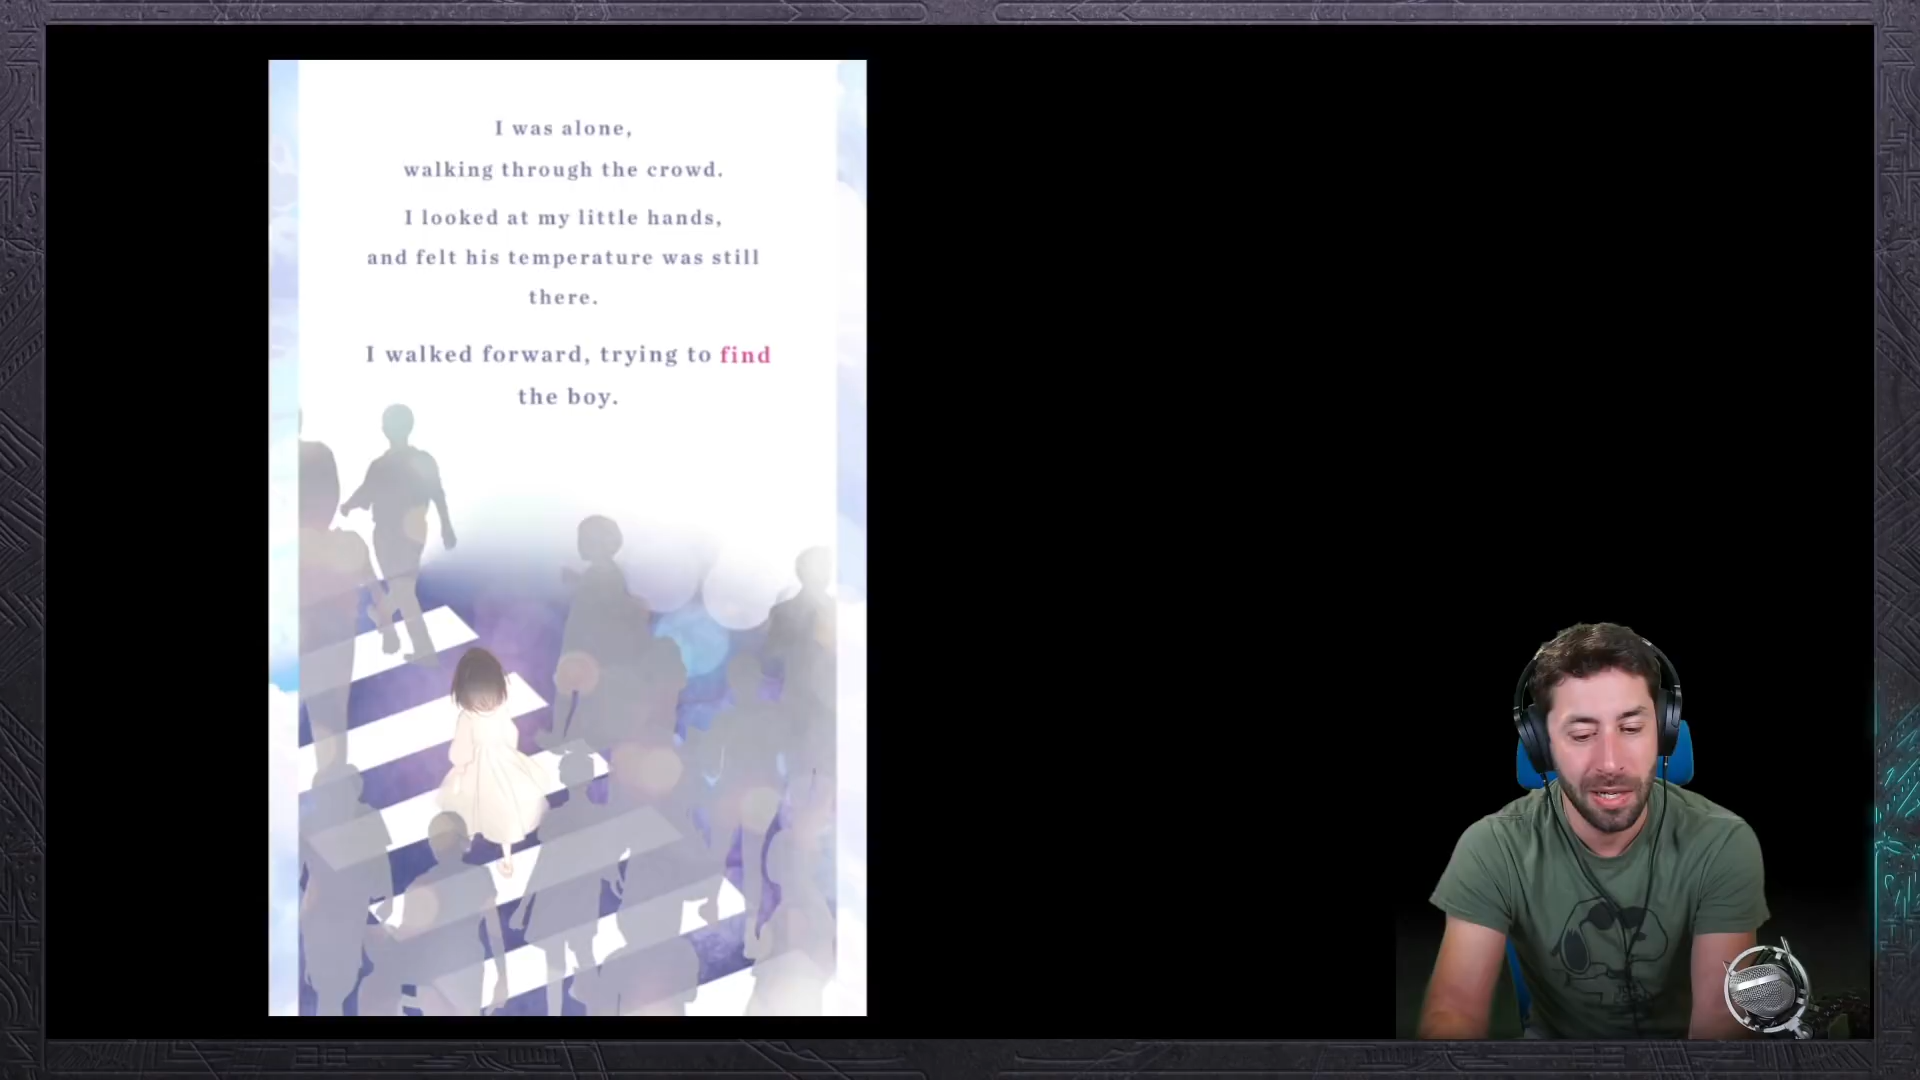 I was alone,
walking through the crowd.
I looked at my little hands,
and felt his temperature was still
there.
I walked forward, trying to find
the boy.